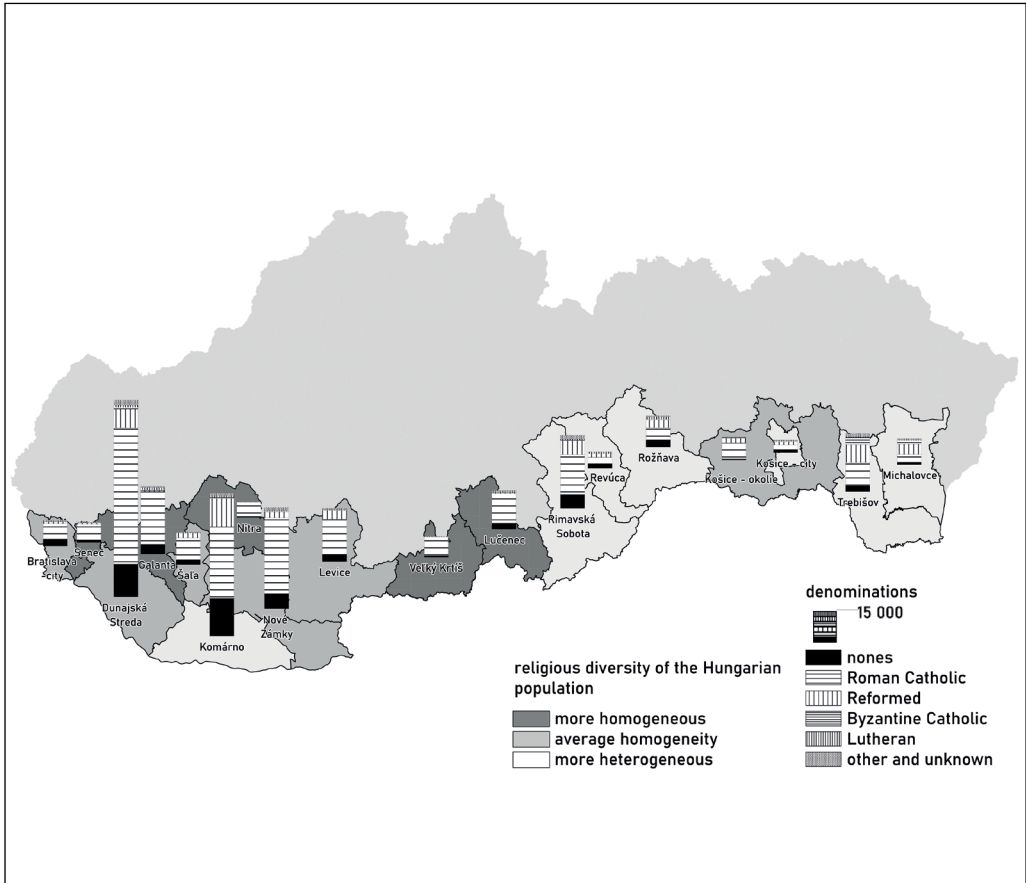 Bratislava
city
Senec
Galanta
Šaľa
Dunajská
Streda
Nitra
Komárno
Nové
Zámky
Levice
Veľký Krtíš
Lučenec
Rimavská
Sobota
Revúca
Rožňava
Košice - okolie
Košice - city
Trebišov
Michalovce
religious diversity of the Hungarian
population
more homogeneous
average homogeneity
more heterogeneous
denominations
15 000
nones
Roman Catholic
Reformed
Byzantine Catholic
Lutheran
other and unknown